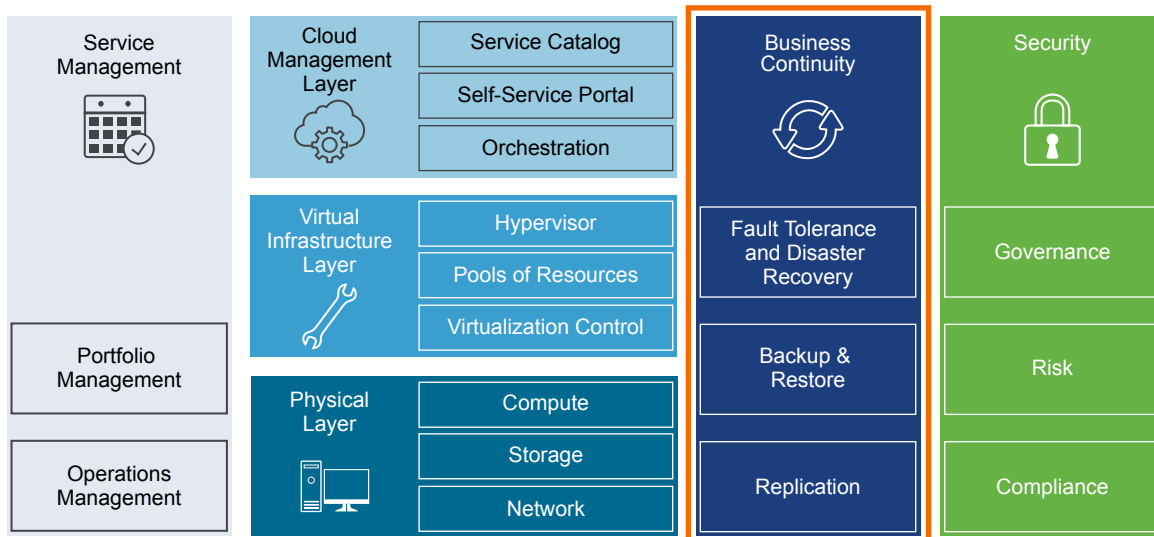 Service
Management
Portfolio
Management
Operations
Management
Cloud
Management
Layer
Service Catalog
Self-Service Portal
Orchestration
Virtual
Infrastructure
Layer
Hypervisor
Pools of Resources
Virtualization Control
Physical
Layer
Compute
Storage
Network
Business
Continuity
Fault Tolerance
and Disaster
Recovery
Backup &
Restore
Replication
Security
Governance
Risk
Compliance